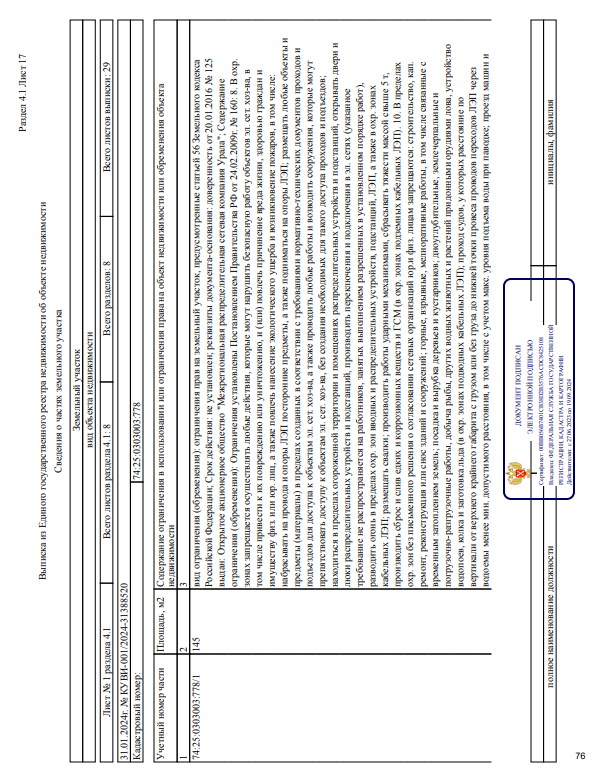 Раздел 4.1 Лист 17
Выписка из Единого государственного реестра недвижимости об объекте недвижимости
Сведения о частях земельного участка
Земельный участок
вид объекта недвижимости
Лист № 1 раздела 4.1 Всего листов раздела 4.1: 8 Всего разделов: 8 Всего листов выписки: 29
31.01.2024г. № КУВИ-001/2024-31388520
Кадастровый номер: 74:25:0303003:778
Учетный номер части Площадь, м2 Содержание ограничения в использовании или ограничения права на объект недвижимости или обременения объекта
недвижимости
1 2 3
74:25:0303003:778/1 145 вид ограничения (обременения): ограничения прав на земельный участок, предусмотренные статьей 56 Земельного кодекса
Российской Федерации; Срок действия: не установлен; реквизиты документа-основания: доверенность от 20.01.2016 № 125
выдан: Открытое акционерное общество "Межрегиональная распределительная сетевая компания Урала"; Содержание
ограничения (обременения): Ограничения установлены Постановлением Правительства РФ от 24.02.2009г. № 160: 8. В охр.
зонах запрещается осуществлять любые действия, которые могут нарушить безопасную работу объектов эл. сет. хоз-ва, в
том числе привести к их повреждению или уничтожению, и (или) повлечь причинение вреда жизни, здоровью граждан и
имуществу физ. или юр. лиц, а также повлечь нанесение экологического ущерба и возникновение пожаров, в том числе:
набрасывать на провода и опоры ЛЭП посторонние предметы, а также подниматься на опоры ЛЭП; размещать любые объекты и
предметы (материалы) в пределах созданных в соответствии с требованиями нормативно-технических документов проходов и
подъездов для доступа к объектам эл. сет. хоз-ва, а также проводить любые работы и возводить сооружения, которые могут
препятствовать доступу к объектам эл. сет. хоз-ва, без создания необходимых для такого доступа проходов и подъездов;
находиться в пределах огороженной территории и помещениях распределительных устройств и подстанций, открывать двери и
люки распределительных устройств и подстанций, производить переключения и подключения в эл. сетях (указанное
требование не распространяется на работников, занятых выполнением разрешенных в установленном порядке работ),
разводить огонь в пределах охр. зон вводных и распределительных устройств, подстанций, ЛЭП, а также в охр. зонах
кабельных ЛЭП; размещать свалки; производить работы ударными механизмами, сбрасывать тяжести массой свыше 5 т,
производить сброс и слив едких и коррозионных веществ и ГСМ (в охр. зонах подземных кабельных ЛЭП). 10. В пределах
охр. зон без письменного решения о согласовании сетевых организаций юр.и физ. лицам запрещаются: строительство, кап.
ремонт, реконструкция или снос зданий и сооружений; горные, взрывные, мелиоративные работы, в том числе связанные с
временным затоплением земель; посадка и вырубка деревьев и кустарников; дноуглубительные, землечерпальные и
погрузочно-разгрузочные работы, добыча рыбы, других водных животных и растений придонными орудиями лова, устройство
водопоев, колка и заготовка льда (в охр. зонах подводных кабельных ЛЭП); проход судов, у которых расстояние по
вертикали от верхнего крайнего габарита с грузом или без груза до нижней точки провеса проводов переходов ЛЭП через
водоемы менее мин. допустимого расстояния, в том числе с учетом макс. уровня подъема воды при паводке; проезд машин и
ДОКУМЕНТ ПОДПИСАН
ЭЛЕКТРОННОЙ ПОДПИСЬЮ
Владелец: ФЕДЕРАЛЬНАЯ СЛУЖБА ГОСУДАРСТВЕННОЙ
РЕГИСТРАЦИИ, КАДАСТРА И КАРТОГРАФИИ
Действителен: с 27.06.2023 по 19.09.2024
полное наименование должности инициалы, фамилия
76